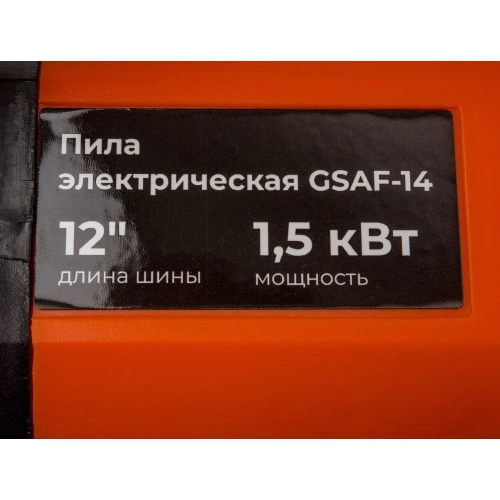 Пила
электрическая GSAF-14
12" 1,5 кВт
длина шины мощность